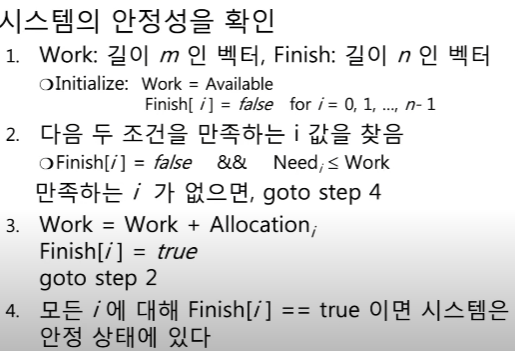 시스템의 안정성을 확인
1. Work: 길이 m 인 벡터, Finish: 길이 n 인 벡터
❍Initialize: Work = Available
Finish[ i ] = false for i = 0, 1, ..., n- 1
2. 다음 두 조건을 만족하는 i 값을 찾음
❍Finish[i ] = false && Needᵢ ≤ Work
만족하는 i 가 없으면, goto step 4
3. Work = Work + Allocationᵢ
Finish[i ] = true
goto step 2
4. 모든 i 에 대해 Finish[i ] == true 이면 시스템은
안정 상태에 있다